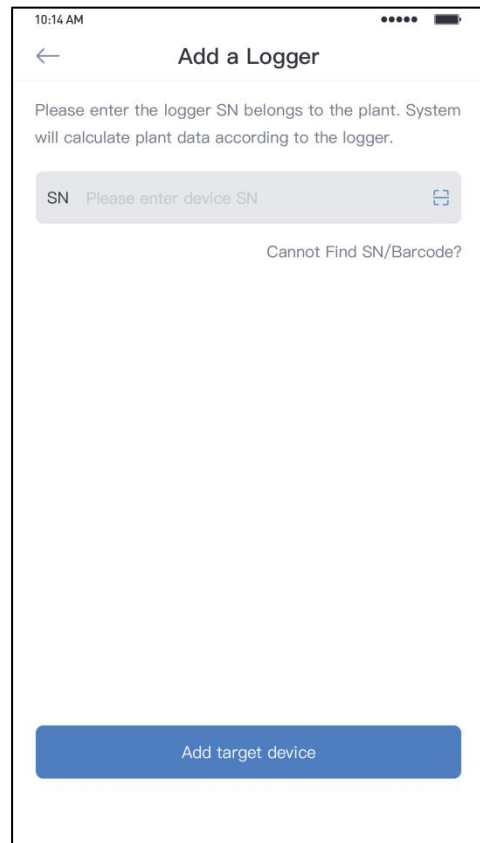 10:14 AM
Add a Logger
Please enter the logger SN belongs to the plant. System
will calculate plant data according to the logger.
SN Please enter device SN
Cannot Find SN/Barcode?
Add target device